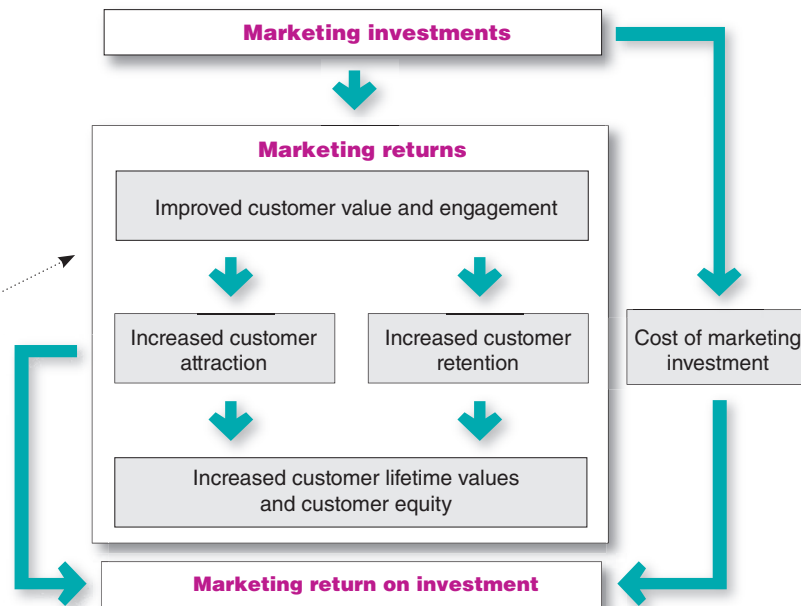 Marketing investments
Marketing returns
Improved customer value and engagement
Increased customer
attraction
Increased customer
retention
Cost of marketing
investment
Increased customer lifetime values
and customer equity
Marketing return on investment